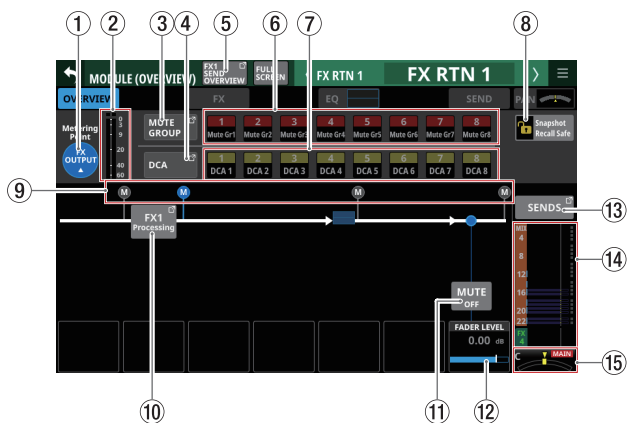 ① ② ③ ④ ⑤ ⑥ ⑦ ⑧
MODULE (OVERVIEW)
FX1 SEND OVERVIEW
FULL SCREEN
FX RTN 1
FX RTN 1
OVERVIEW
FX
EQ
SEND
PAN
Metering Point
FX OUTPUT
0
3
9
20
40
60
MUTE GROUP
DCA
1 2 3 4 5 6 7 8
Mute Gr1 Mute Gr2 Mute Gr3 Mute Gr4 Mute Gr5 Mute Gr6 Mute Gr7 Mute Gr8
1 2 3 4 5 6 7 8
DCA 1 DCA 2 DCA 3 DCA 4 DCA 5 DCA 6 DCA 7 DCA 8
Snapshot Recall Safe
⑨
M M M M
FX1 Processing
SENDS
⑬
MIX
4
8
12
16
20
22
FX
4
⑭
MUTE OFF
FADER LEVEL
0.00 dB
C MAIN
⑮
⑩ ⑪ ⑫